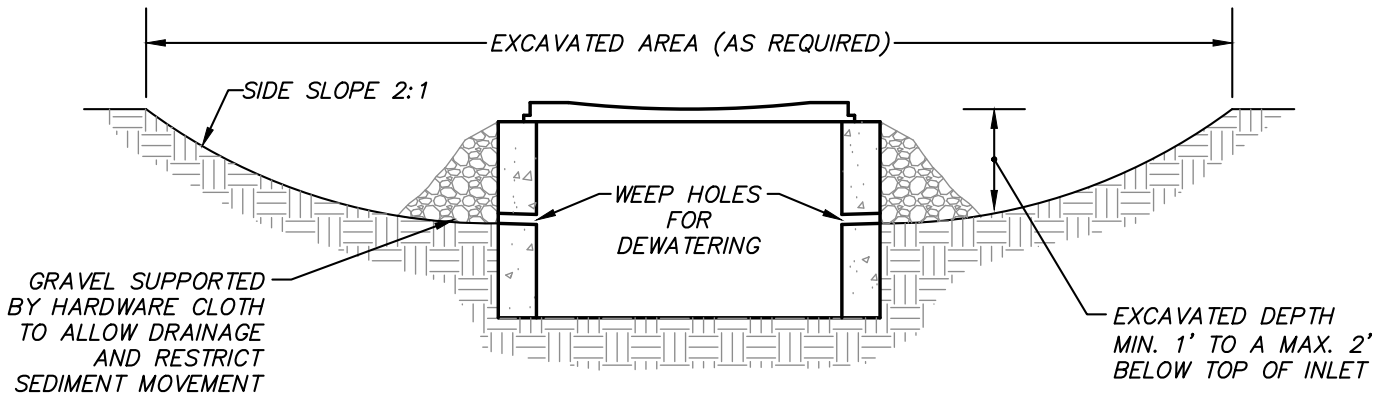 EXCAVATED AREA (AS REQUIRED)
SIDE SLOPE 2:1
WEEP HOLES
FOR
DEWATERING
GRAVEL SUPPORTED
BY HARDWARE CLOTH
TO ALLOW DRAINAGE
AND RESTRICT
SEDIMENT MOVEMENT
EXCAVATED DEPTH
MIN. 1' TO A MAX. 2'
BELOW TOP OF INLET